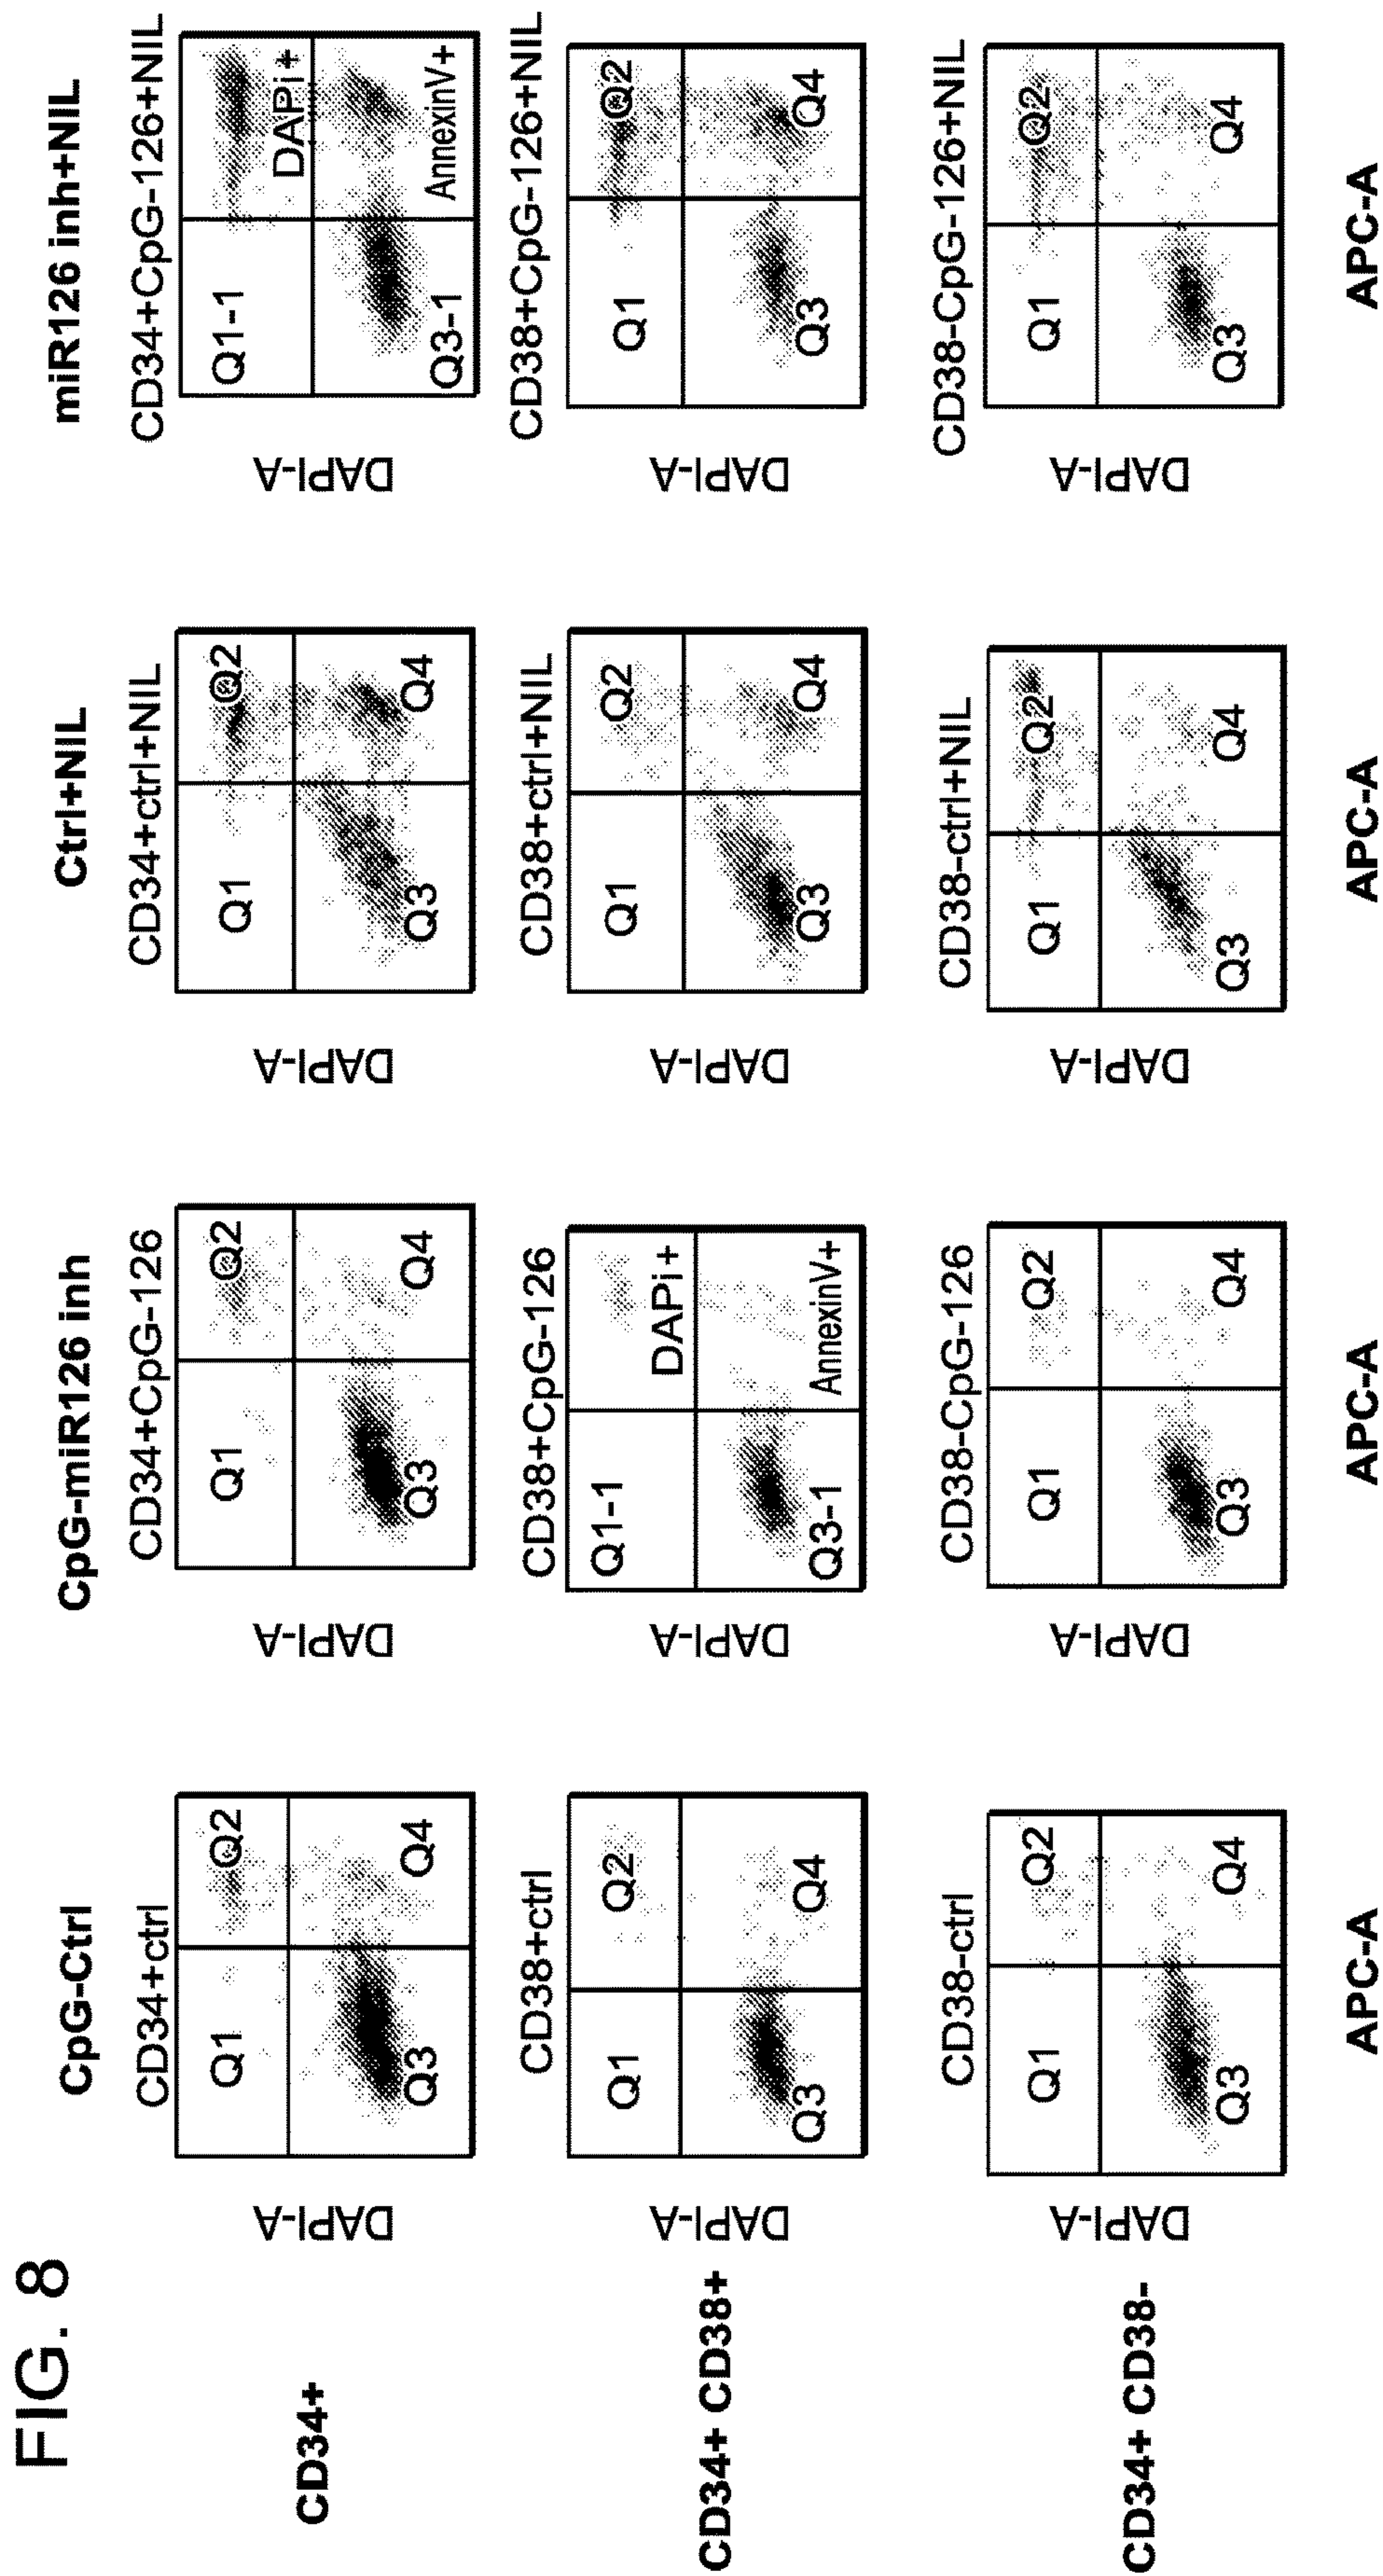 FIG. 8
CpG-Ctrl
CpG-miR126 inh
Ctrl+NIL
miR126 inh+NIL
CD34+
CD34+ctrl
DAPI-A
Q1
Q2
Q3
Q4
CD34+CpG-126
DAPI-A
Q1
Q2
Q3
Q4
CD34+ctrl+NIL
DAPI-A
Q1
Q2
Q3
Q4
CD34+CpG-126+NIL
DAPI-A
Q1-1
DAPi+
Q3-1
AnnexinV+
CD34+ CD38+
CD38+ctrl
DAPI-A
Q1
Q2
Q3
Q4
CD38+CpG-126
DAPI-A
Q1-1
DAPi+
Q3-1
AnnexinV+
CD38+ctrl+NIL
DAPI-A
Q1
Q2
Q3
Q4
CD38+CpG-126+NIL
DAPI-A
Q1
Q2
Q3
Q4
CD34+ CD38-
CD38-ctrl
DAPI-A
Q1
Q2
Q3
Q4
CD38-CpG-126
DAPI-A
Q1
Q2
Q3
Q4
CD38-ctrl+NIL
DAPI-A
Q1
Q2
Q3
Q4
CD38-CpG-126+NIL
DAPI-A
Q1
Q2
Q3
Q4
APC-A
APC-A
APC-A
APC-A